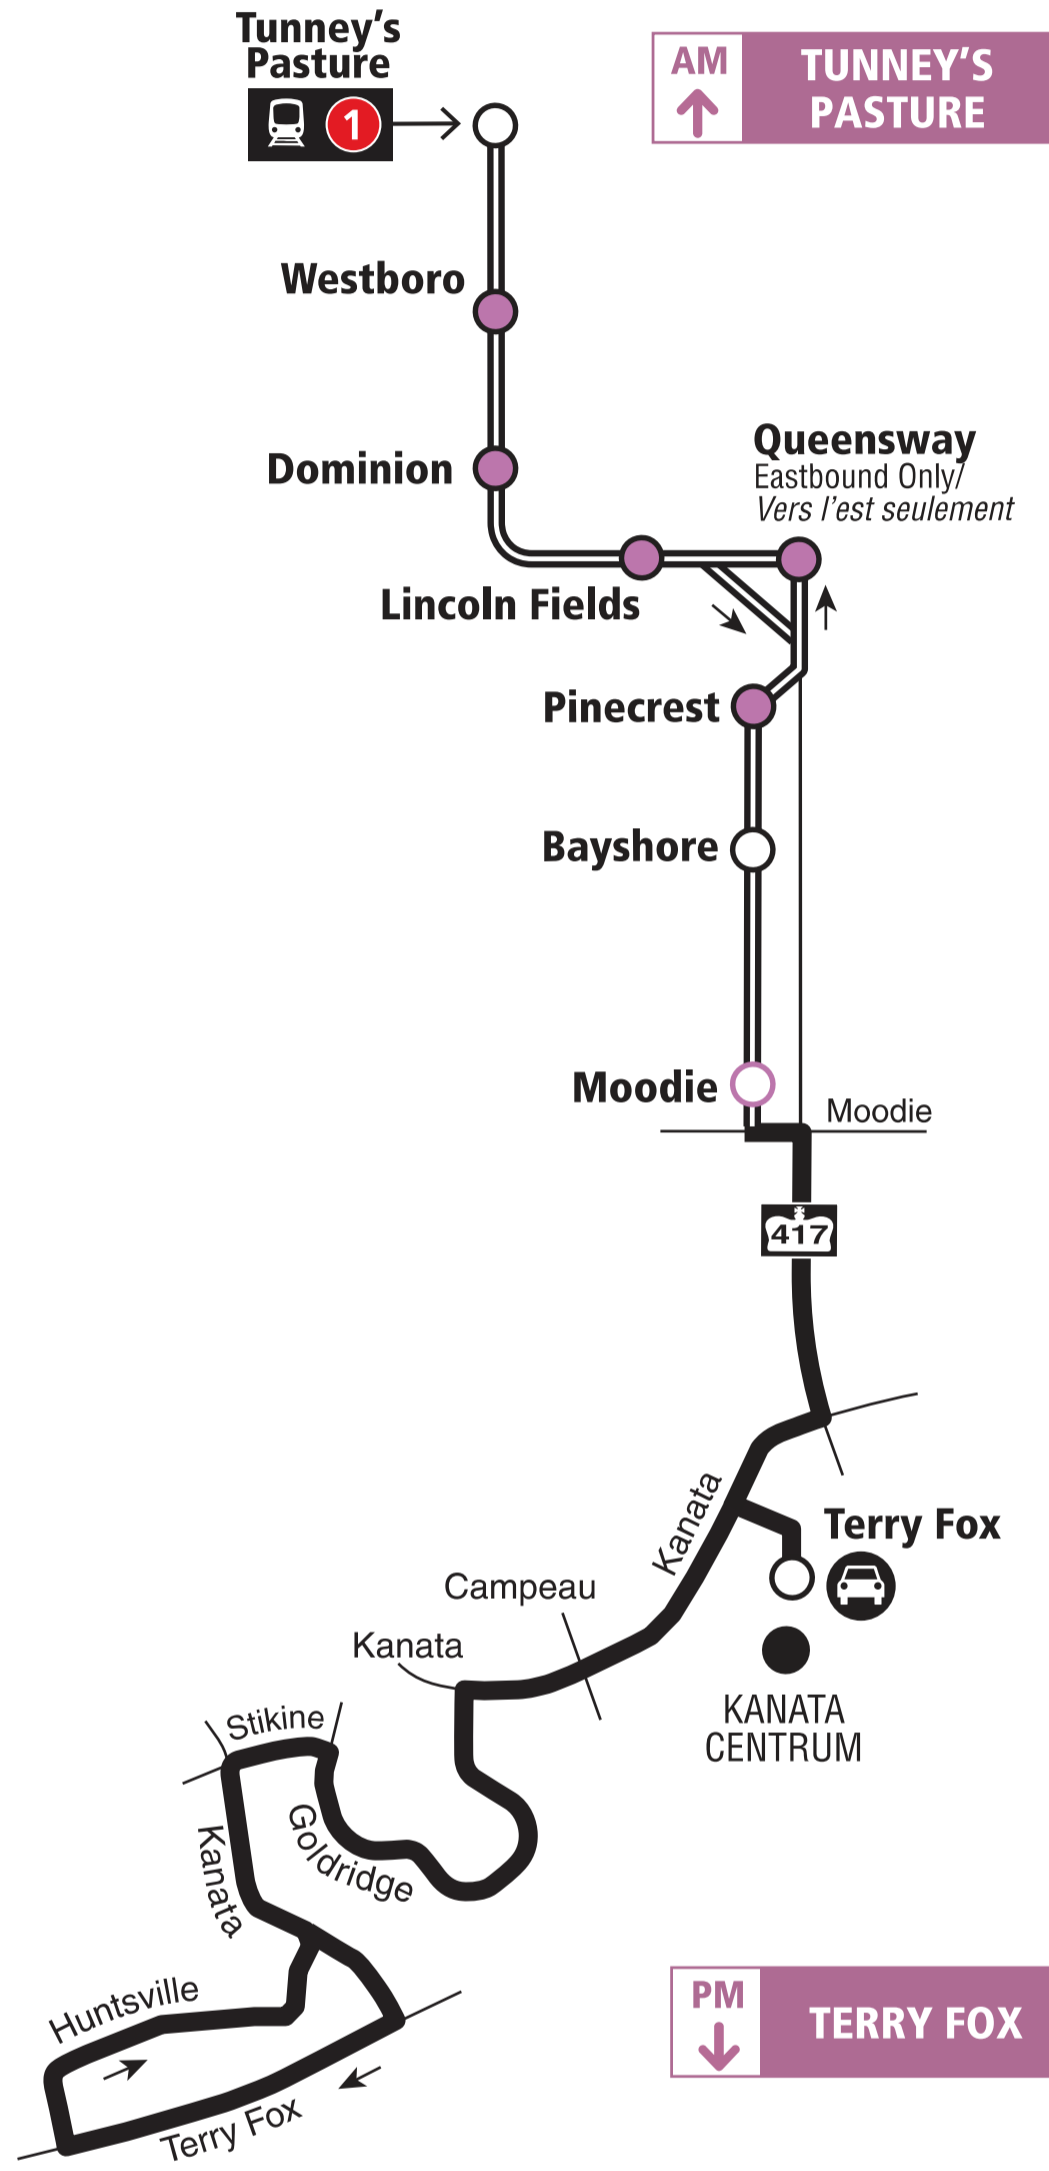 Tunney's
Pasture
1
AM
TUNNEY'S
PASTURE
Westboro
Dominion
Queensway
Eastbound Only/
Vers l'est seulement
Lincoln Fields
Pinecrest
Bayshore
Moodie
Moodie
417
Kanata
Terry Fox
Campeau
Kanata
KANATA
CENTRUM
Stikine
Goldridge
Kanata
Huntsville
Terry Fox
PM
TERRY FOX